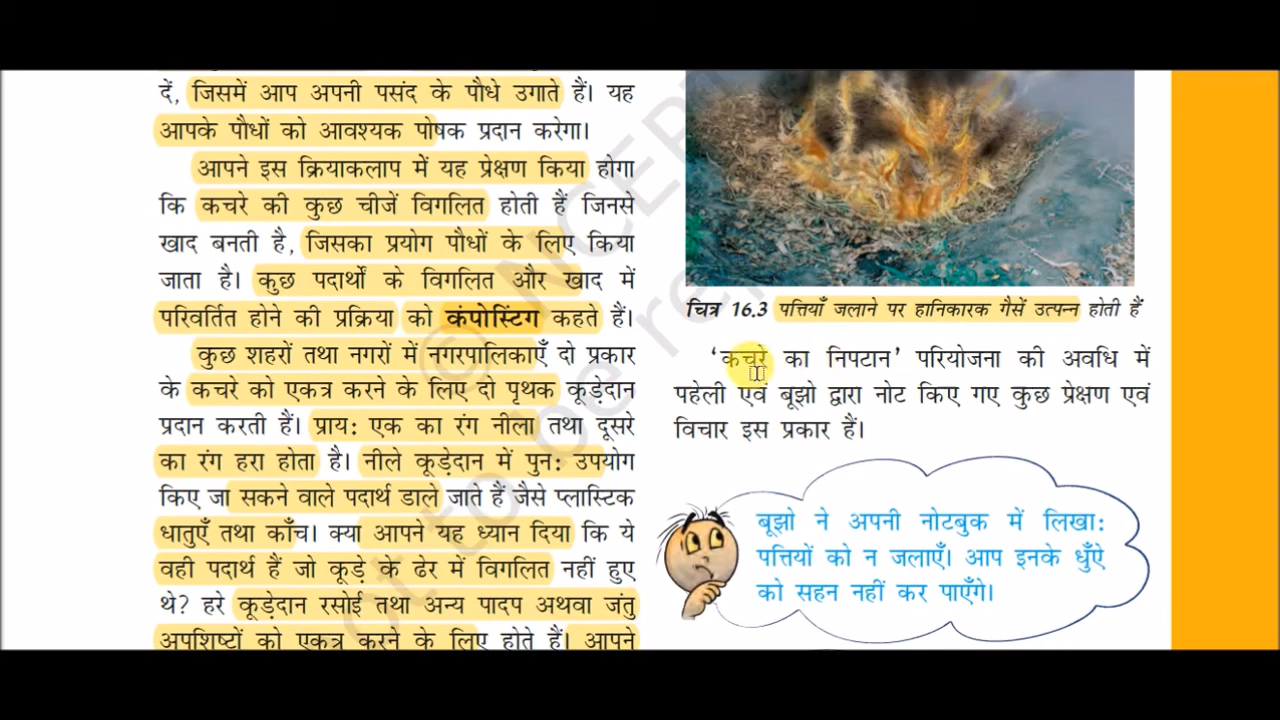 दें, जिसमें आप अपनी पसंद के पौधे उगाते हैं। यह
आपके पौधों को आवश्यक पोषक प्रदान करेगा।
आपने इस क्रियाकलाप में यह प्रेक्षण किया होगा
कि कचरे की कुछ चीजें विगलित होती हैं जिनसे
खाद बनती है, जिसका प्रयोग पौधों के लिए किया
जाता है। कुछ पदार्थों के विगलित और खाद में
परिवर्तित होने की प्रक्रिया को कंपोस्टिंग कहते हैं।
कुछ शहरों तथा नगरों में नगरपालिकाएँ दो प्रकार
के कचरे को एकत्र करने के लिए दो पृथक कूड़ेदान
प्रदान करती हैं। प्राय: एक का रंग नीला तथा दूसरे
का रंग हरा होता है। नीले कूड़ेदान में पुन: उपयोग
किए जा सकने वाले पदार्थ डाले जाते हैं जैसे प्लास्टिक
धातुएँ तथा काँच। क्या आपने यह ध्यान दिया कि ये
वही पदार्थ हैं जो कूड़े के ढेर में विगलित नहीं हुए
थे? हरे कूड़ेदान रसोई तथा अन्य पादप अथवा जंतु
अपशिष्टों को एकत्र करने के लिए होते हैं। आपने
चित्र 16.3 पत्तियाँ जलाने पर हानिकारक गैसें उत्पन्न होती हैं
‘कचरे का निपटान’ परियोजना की अवधि में
पहेली एवं बूझो द्वारा नोट किए गए कुछ प्रेक्षण एवं
विचार इस प्रकार हैं।
बूझो ने अपनी नोटबुक में लिखा:
पत्तियों को न जलाएँ। आप इनके धुँऐ
को सहन नहीं कर पाएँगे।